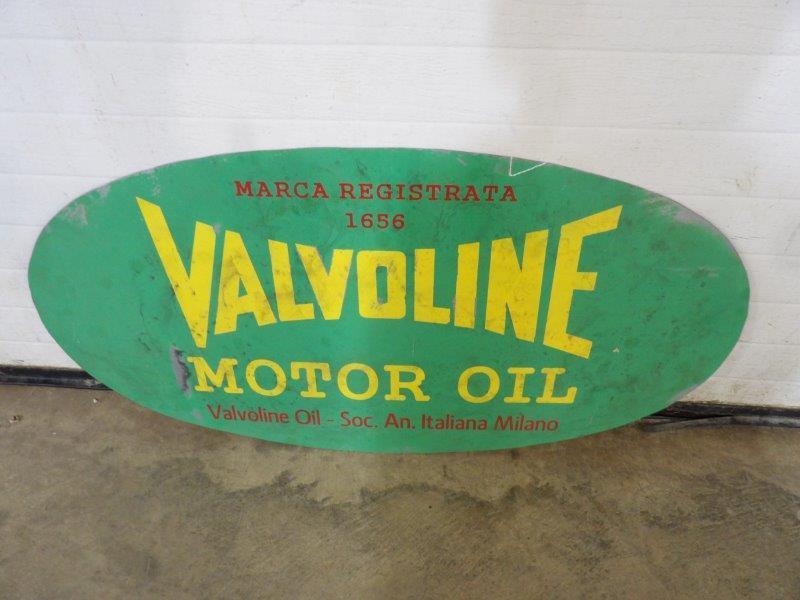 MARCA REGISTRATA
1656
VALVOLINE
MOTOR OIL
Valvoline Oil - Soc. An. Italiana Milano